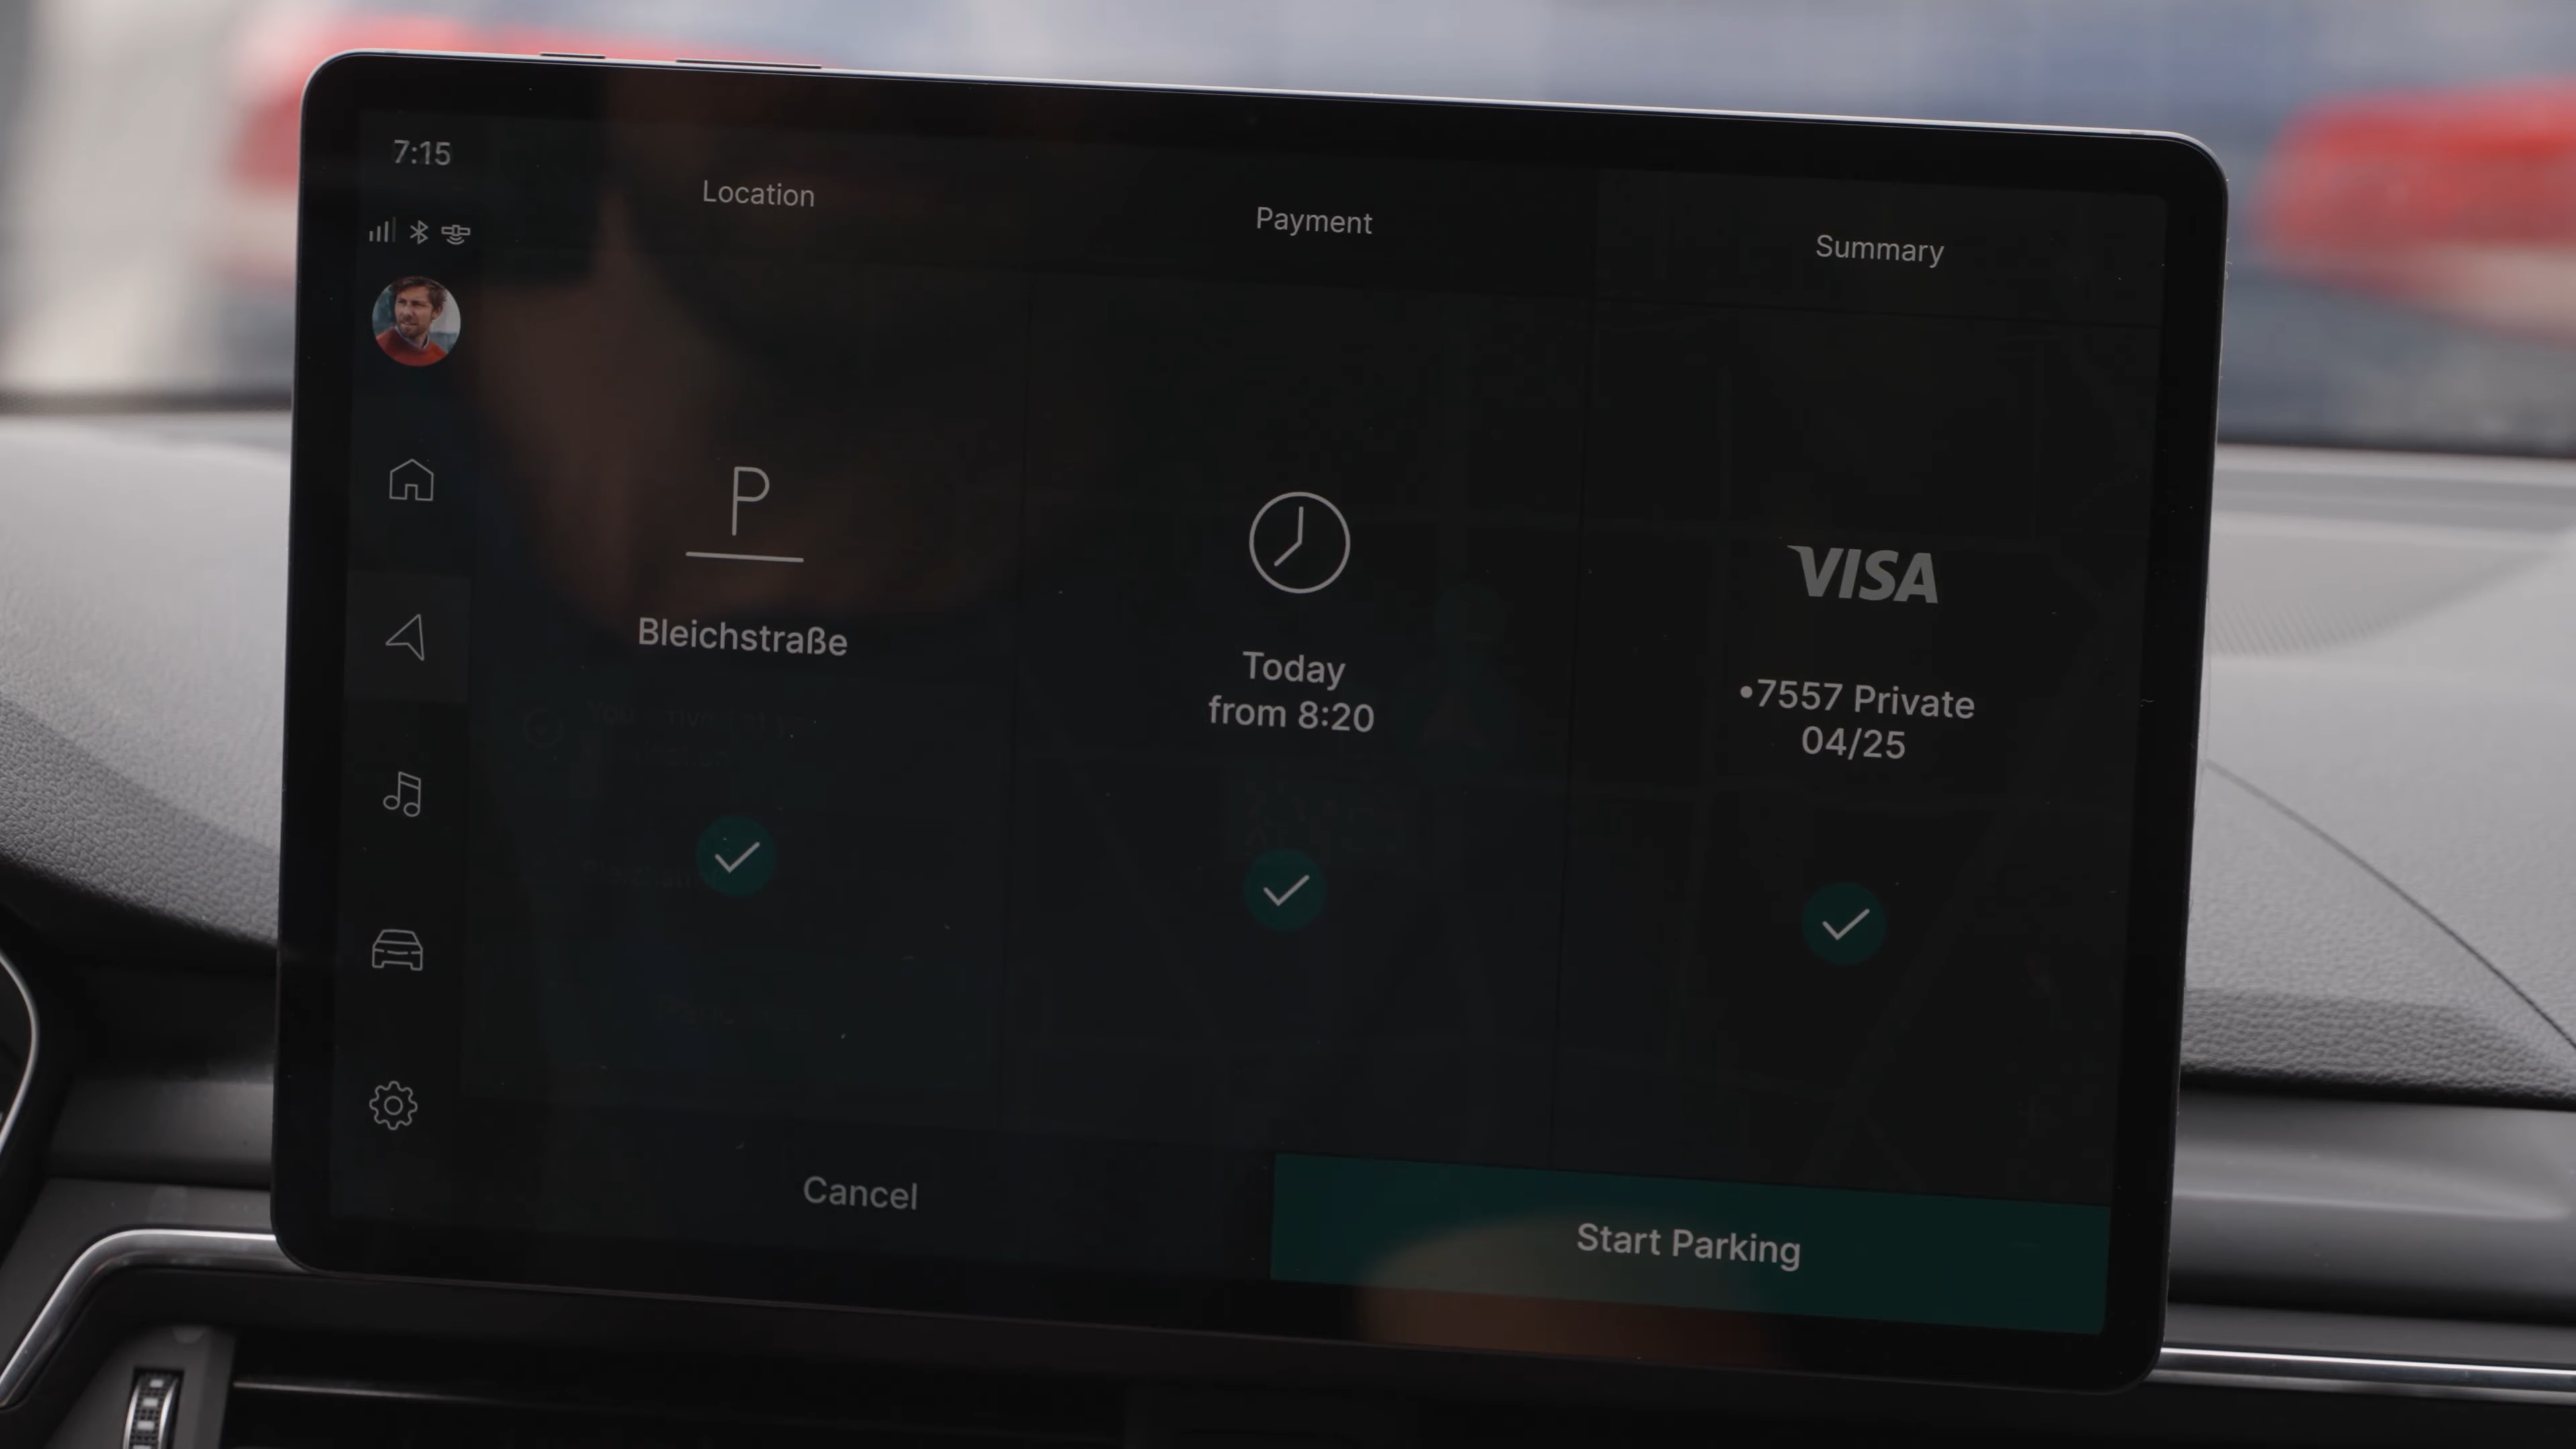 7:15
Location
Payment
Summary
P
Bleichstraße
Today
from 8:20
VISA
•7557 Private
04/25
Cancel
Start Parking